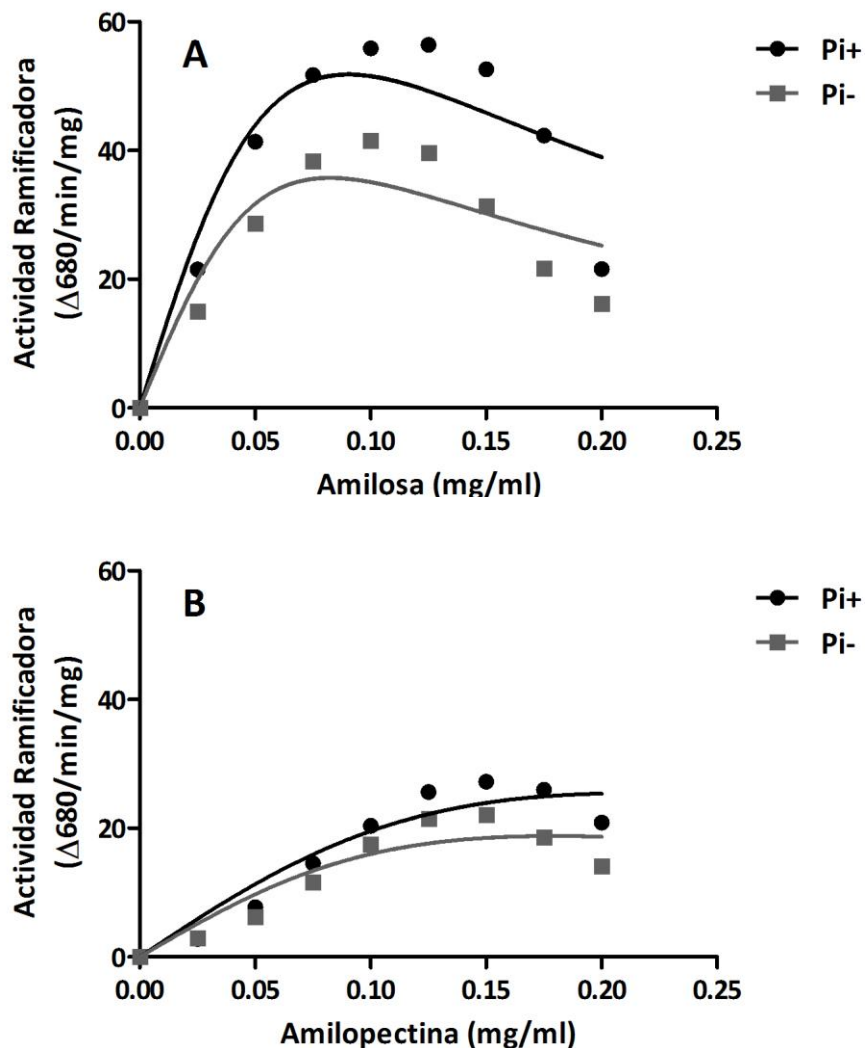 A
Pi+
Pi-
Actividad Ramificadora
(Δ680/min/mg)
60
40
20
0
0.00 0.05 0.10 0.15 0.20 0.25
Amilosa (mg/ml)
B
Pi+
Pi-
Actividad Ramificadora
(Δ680/min/mg)
60
40
20
0
0.00 0.05 0.10 0.15 0.20 0.25
Amilopectina (mg/ml)